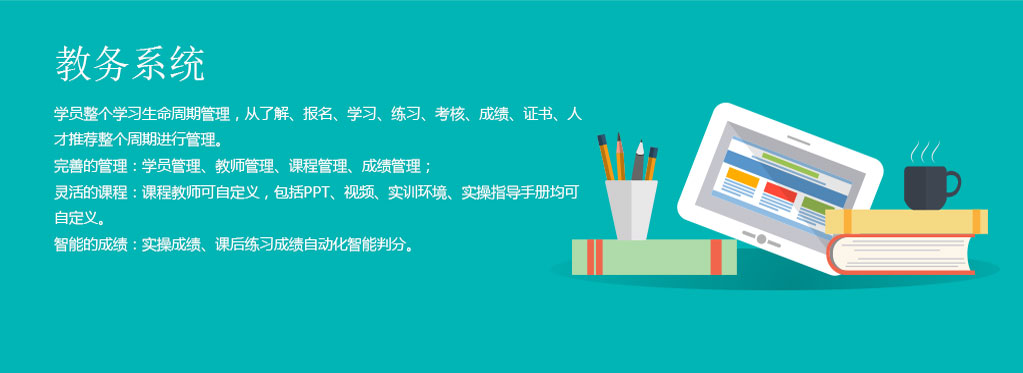 教务系统
学员整个学习生命周期管理，从了解、报名、学习、练习、考核、成绩、证书、人
才推荐整个周期进行管理。
完善的管理：学员管理、教师管理、课程管理、成绩管理；
灵活的课程：课程教师可自定义，包括PPT、视频、实训环境、实操指导手册均可
自定义。
智能的成绩：实操成绩、课后练习成绩自动化智能判分。